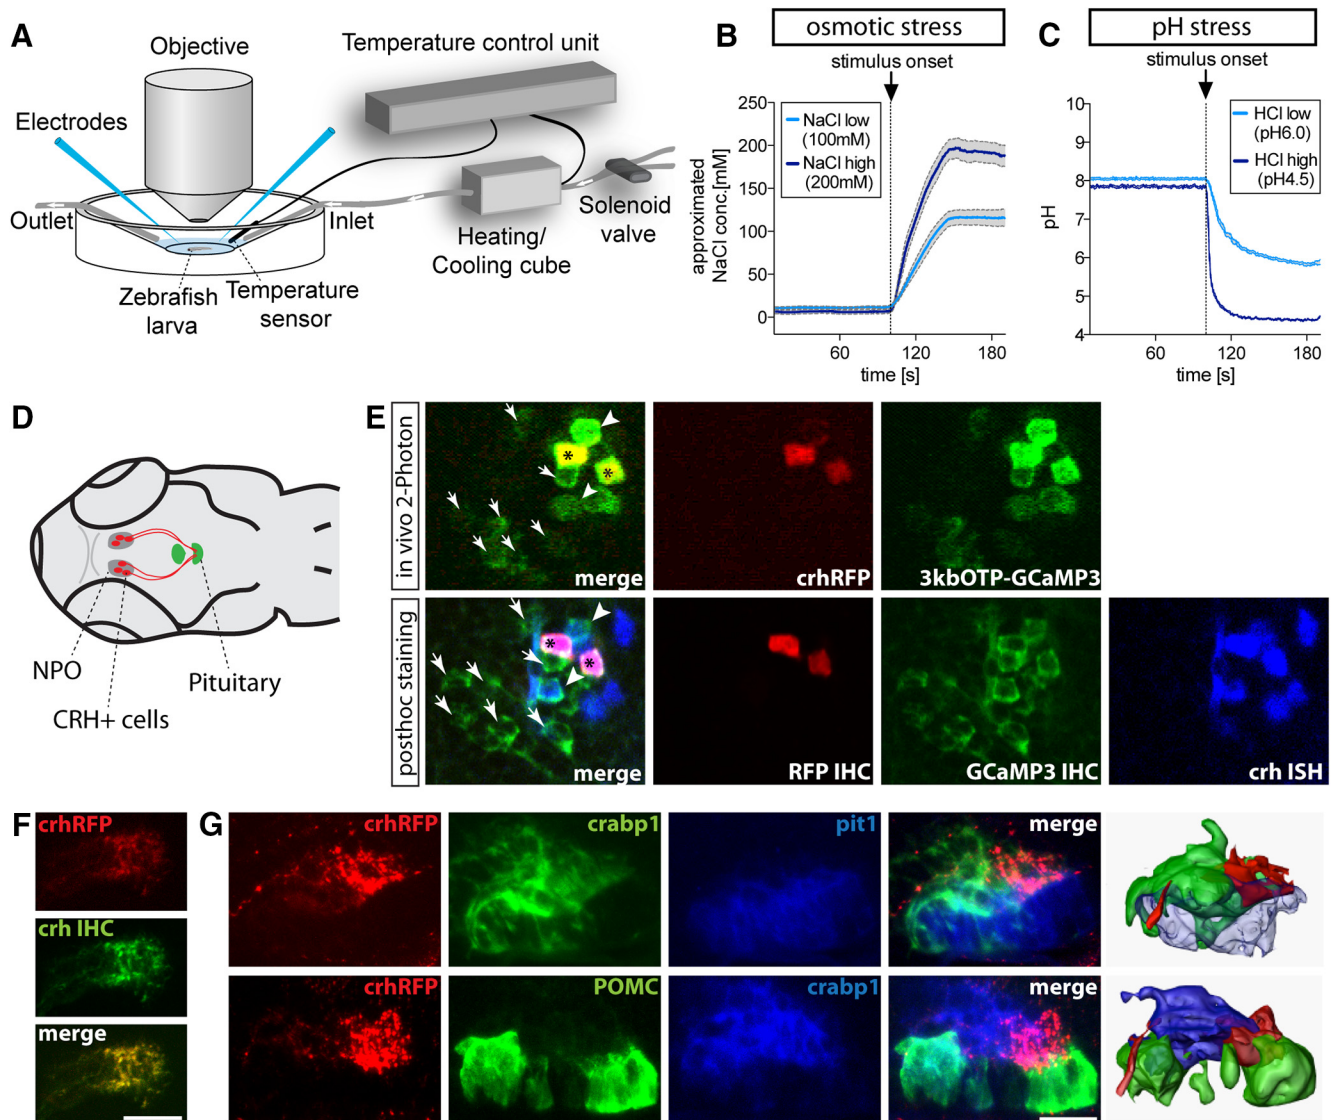 A
Objective
Temperature control unit
Electrodes
Outlet
Inlet
Solenoid
valve
Heating/
Cooling cube
Zebrafish
larva
Temperature
sensor
B
osmotic stress
stimulus onset
approximated
NaCl conc.[mM]
250
200
150
100
50
0
NaCl low
(100mM)
NaCl high
(200mM)
60
120
180
time [s]
C
pH stress
stimulus onset
pH
10
9
8
7
6
5
4
HCl low
(pH6.0)
HCl high
(pH4.5)
60
120
180
time [s]
D
NPO
CRH+ cells
Pituitary
E
in vivo 2-Photon
* *
merge
crhRFP
3kbOTP-GCaMP3
posthoc staining
* *
merge
RFP IHC
GCaMP3 IHC
crh ISH
F
crhRFP
crh IHC
merge
G
crhRFP
crabp1
pit1
merge
crhRFP
POMC
crabp1
merge